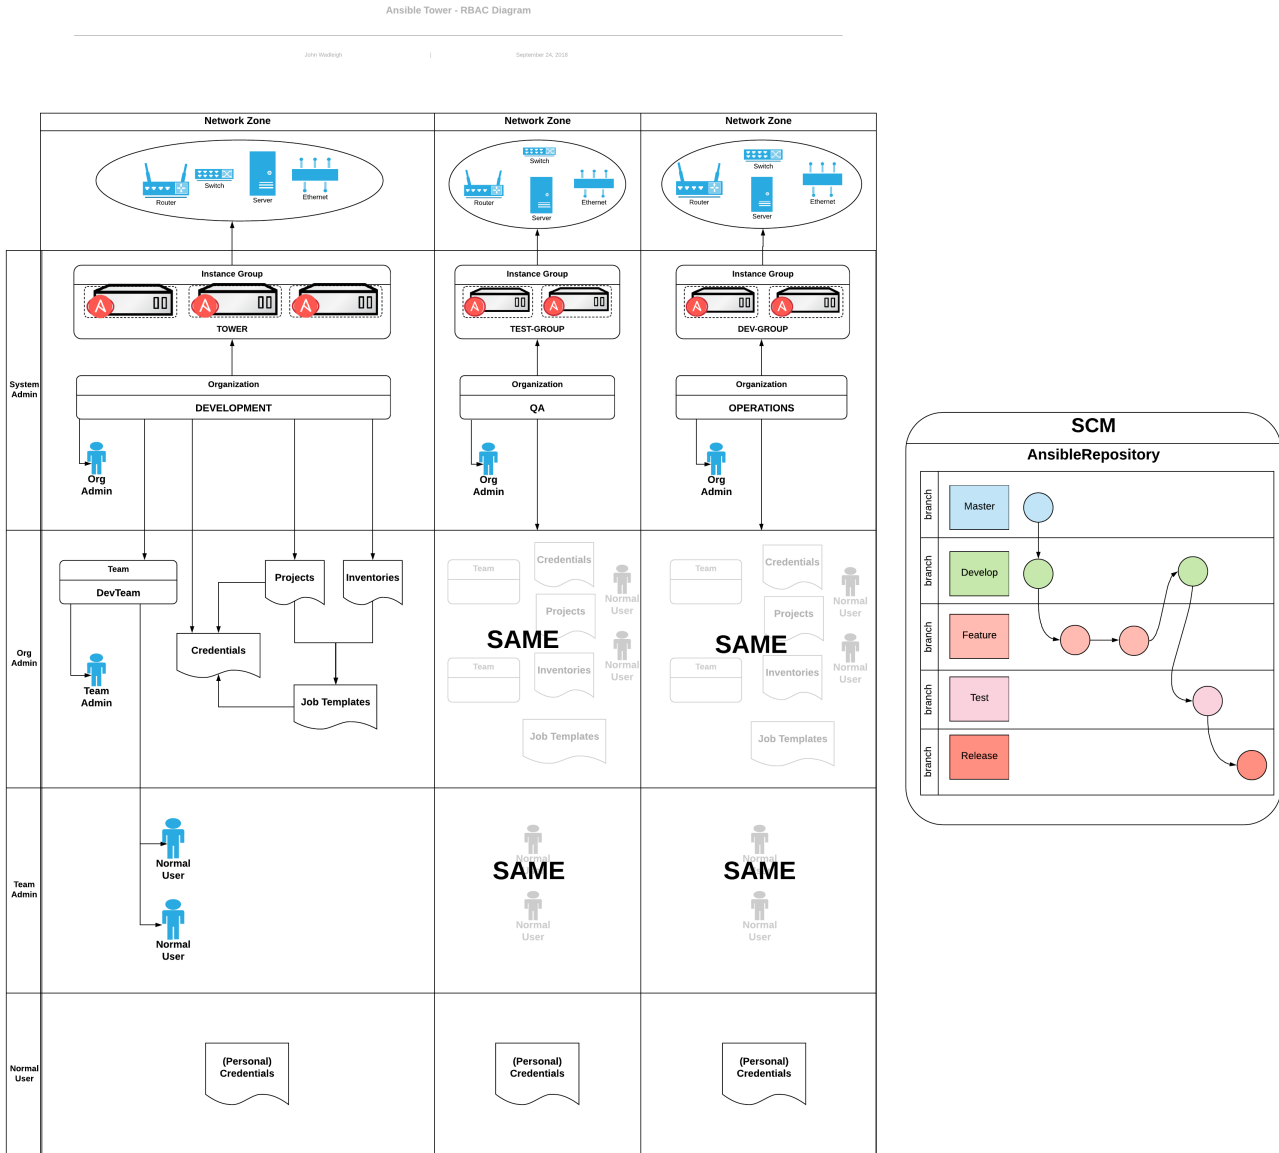 Ansible Tower - RBAC Diagram
John Wadleigh | September 24, 2018
Network Zone
Network Zone
Network Zone
Router
Switch
Server
Ethernet
Router
Switch
Server
Ethernet
Router
Switch
Server
Ethernet
System
Admin
Instance Group
TOWER
Instance Group
TEST-GROUP
Instance Group
DEV-GROUP
Organization
DEVELOPMENT
Organization
QA
Organization
OPERATIONS
Org
Admin
Org
Admin
Org
Admin
Org
Admin
Team
DevTeam
Projects
Inventories
Credentials
Team
Admin
Job Templates
Team
Credentials
Normal
User
Projects
SAME
Normal
User
Team
Inventories
Job Templates
Team
Credentials
Normal
User
Projects
SAME
Normal
User
Team
Inventories
Job Templates
Team
Admin
Normal
User
Normal
User
Normal
SAME
Normal
User
Normal
SAME
Normal
User
Normal
User
(Personal)
Credentials
(Personal)
Credentials
(Personal)
Credentials
SCM
AnsibleRepository
branch
Master
branch
Develop
branch
Feature
branch
Test
branch
Release